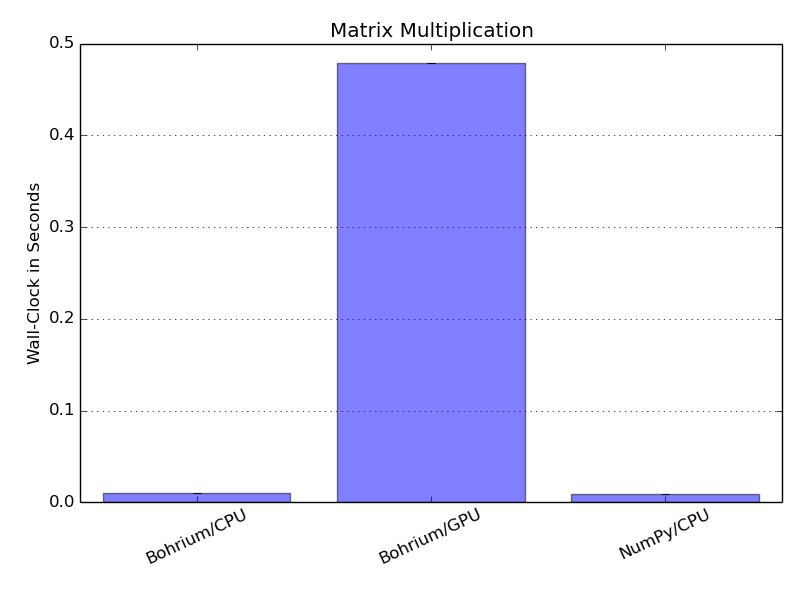 Matrix Multiplication
0.5
0.4
0.3
0.2
0.1
0.0
Wall-Clock in Seconds
Bohrium/CPU
Bohrium/GPU
NumPy/CPU